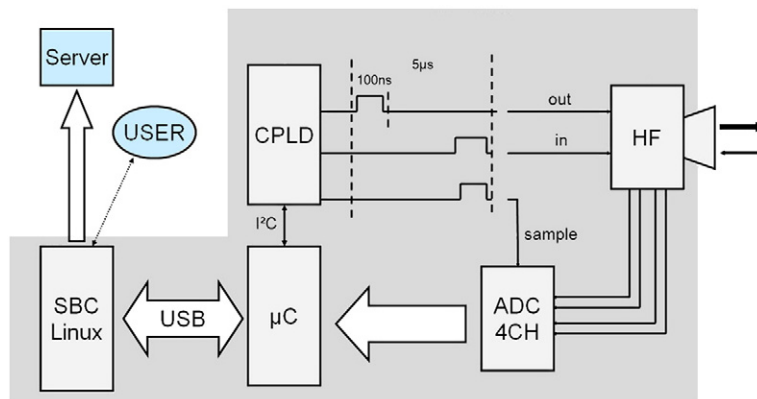 Server
USER
CPLD
100ns
5µs
out
in
HF
I²C
sample
SBC
Linux
USB
µC
ADC
4CH